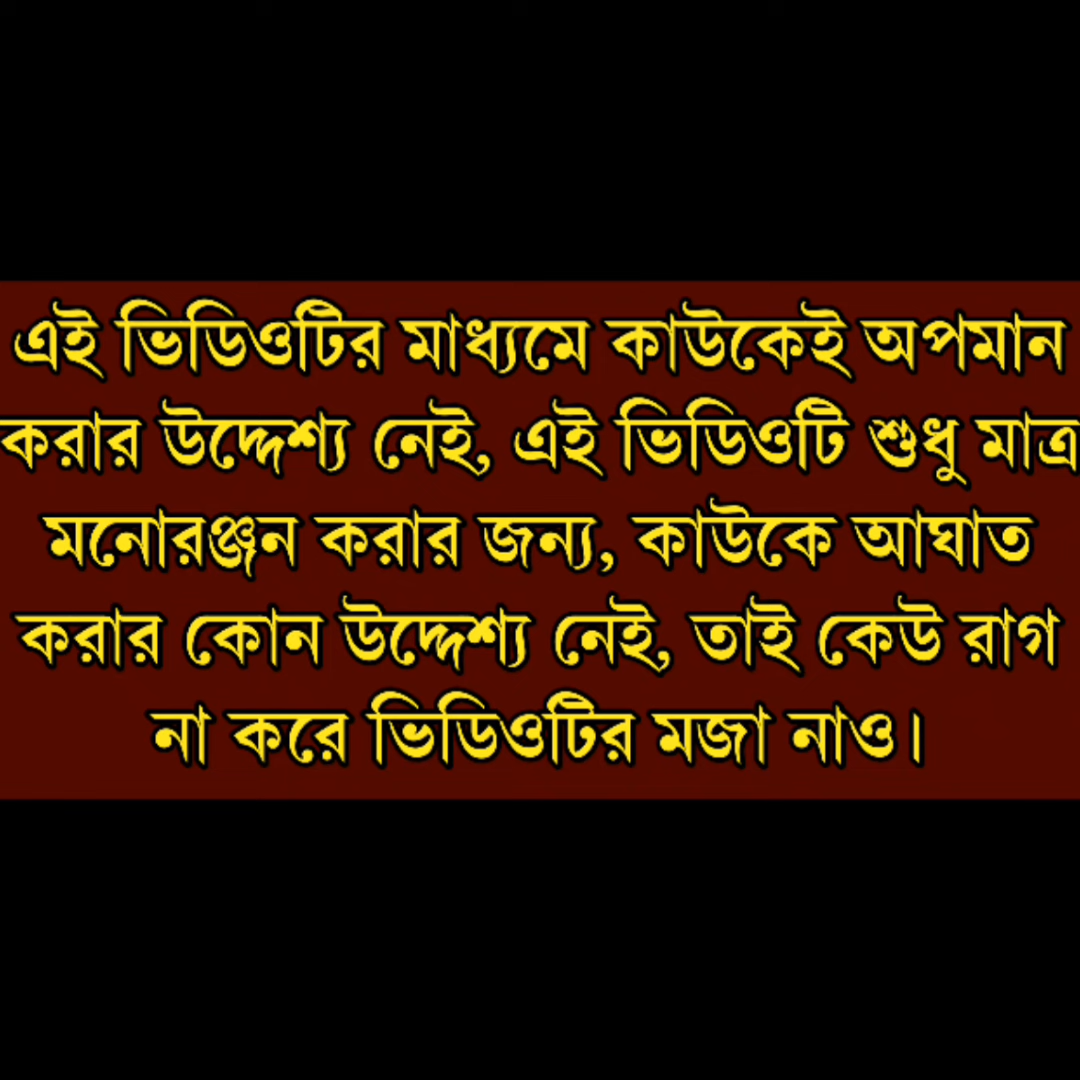 এই ভিডিওটির মাধ্যমে কাউকেই অপমান
করার উদ্দেশ্য নেই, এই ভিডিওটি শুধু মাত্র
মনোরঞ্জন করার জন্য, কাউকে আঘাত
করার কোন উদ্দেশ্য নেই, তাই কেউ রাগ
না করে ভিডিওটির মজা নাও।